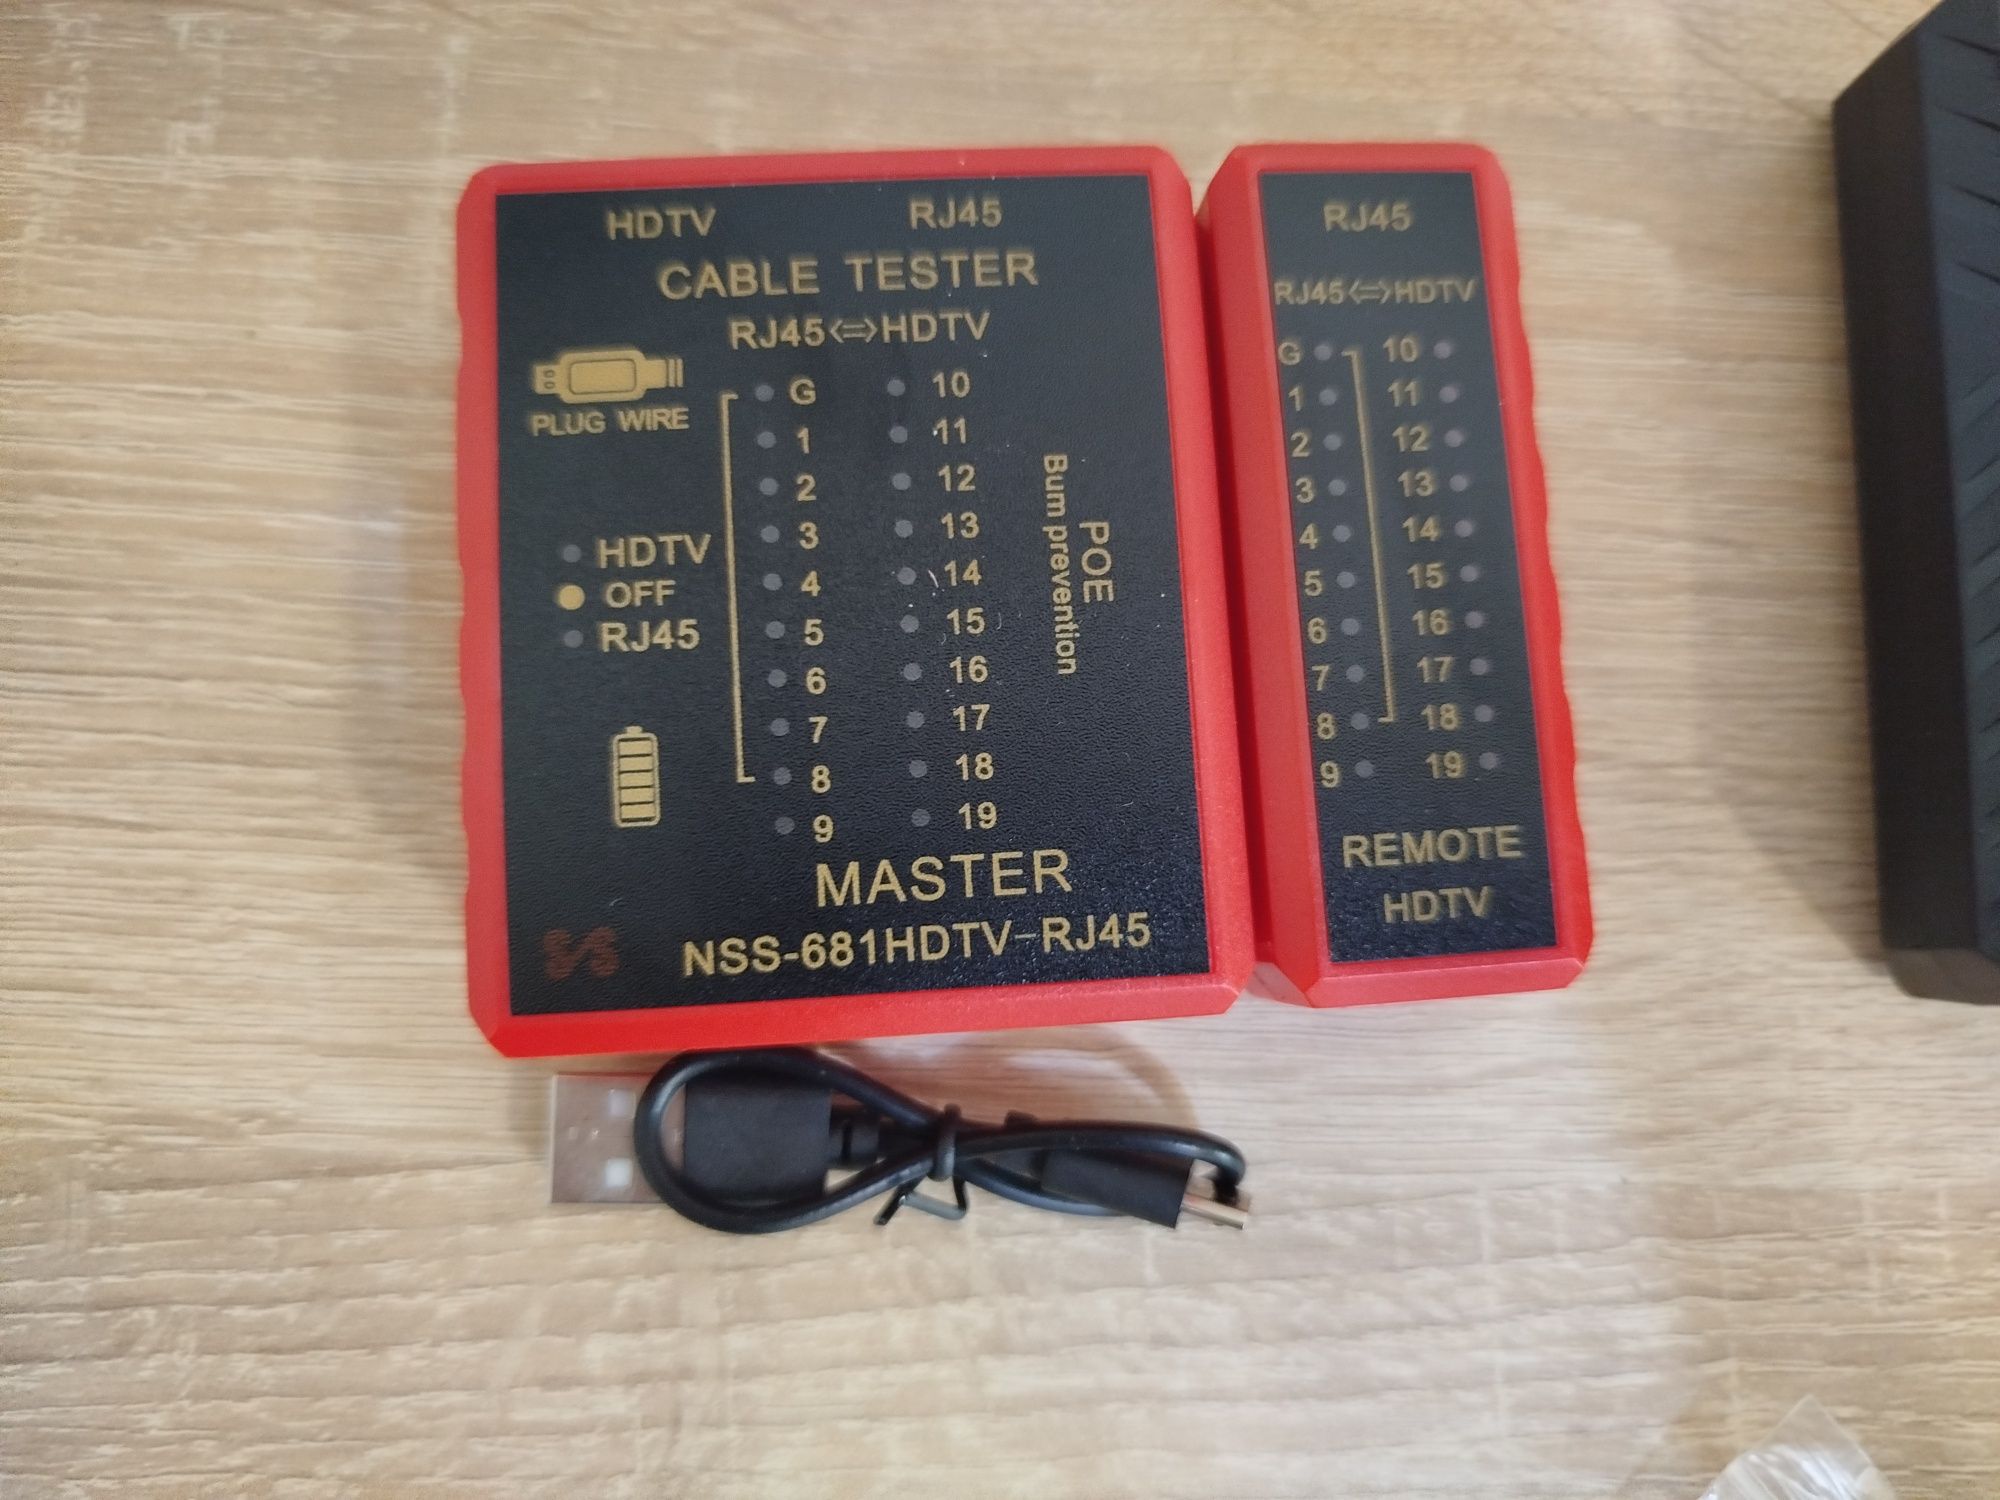 HDTV RJ45
CABLE TESTER
RJ45<=>HDTV
PLUG WIRE
G 10
1 11
2 12
3 13
4 14
5 15
6 16
7 17
8 18
9 19
HDTV
OFF
RJ45
POE
Bum prevention
MASTER
NSS-681HDTV-RJ45
RJ45
RJ45<=>HDTV
G 10
1 11
2 12
3 13
4 14
5 15
6 16
7 17
8 18
9 19
REMOTE
HDTV